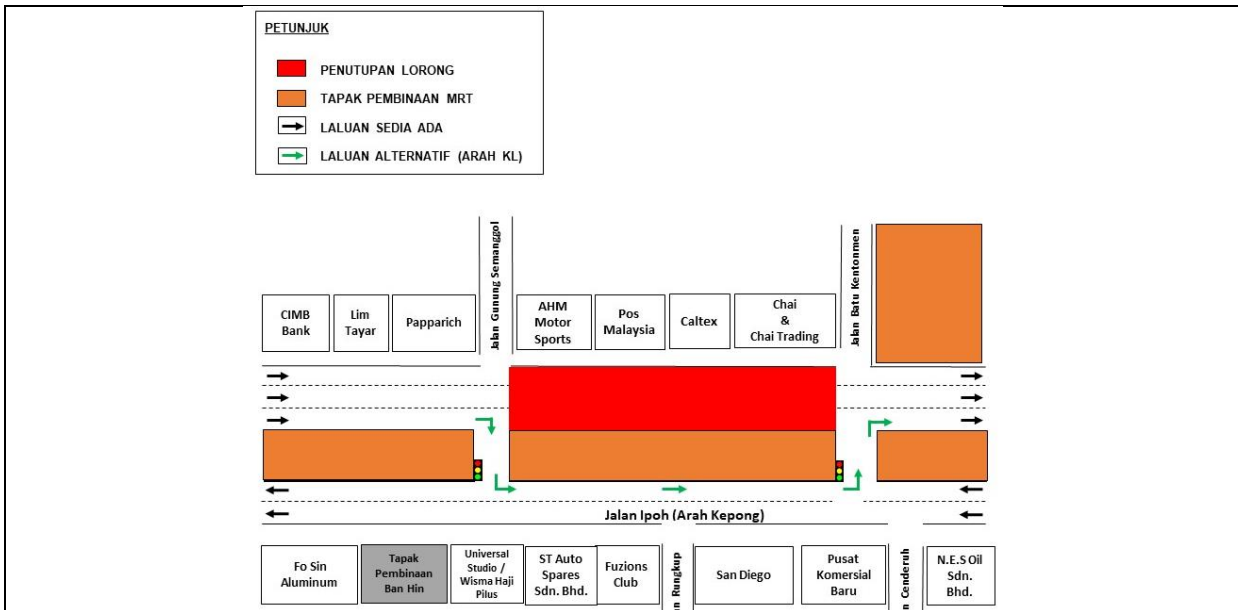 PETUNJUK
PENUTUPAN LORONG
TAPAK PEMBINAAN MRT
LALUAN SEDIA ADA
LALUAN ALTERNATIF (ARAH KL)
Jalan Gunung Semanggol
Jalan Batu Kentonmen
CIMB
Bank
Lim
Tayar
Papparich
AHM
Motor
Sports
Pos
Malaysia
Caltex
Chai
&
Chai Trading
Jalan Ipoh (Arah Kepong)
Fo Sin
Aluminum
Tapak
Pembinaan
Ban Hin
Universal
Studio /
Wisma Haji
Pilus
ST Auto
Spares
Sdn. Bhd.
Fuzions
Club
Rungkup
San Diego
Pusat
Komersial
Baru
Cenderuh
N.E.S Oil
Sdn.
Bhd.